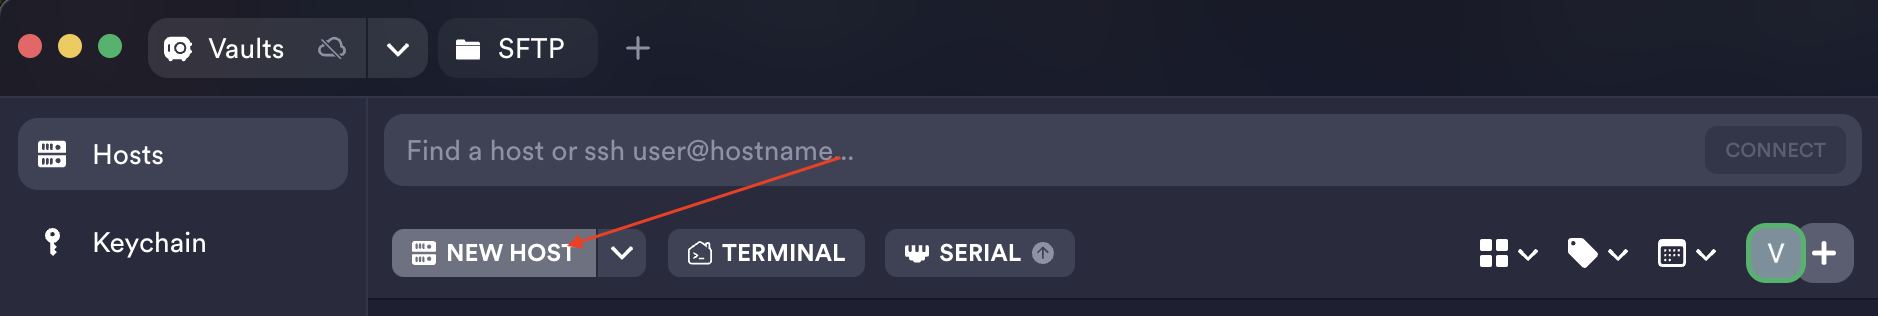 Vaults
SFTP
Hosts
Find a host or ssh user@hostname...
CONNECT
Keychain
NEW HOST
TERMINAL
SERIAL
V